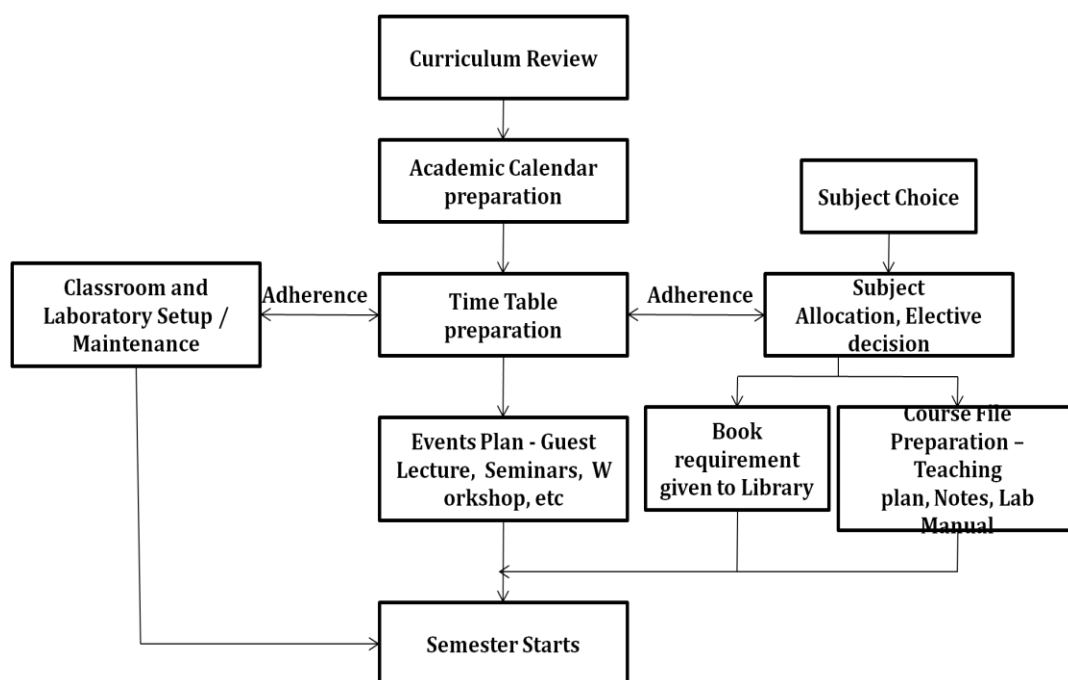 Curriculum Review
Academic Calendar
preparation
Subject Choice
Classroom and
Laboratory Setup /
Maintenance
Adherence
Time Table
preparation
Adherence
Subject
Allocation, Elective
decision
Events Plan - Guest
Lecture, Seminars, W
orkshop, etc
Book
requirement
given to Library
Course File
Preparation –
Teaching
plan, Notes, Lab
Manual
Semester Starts